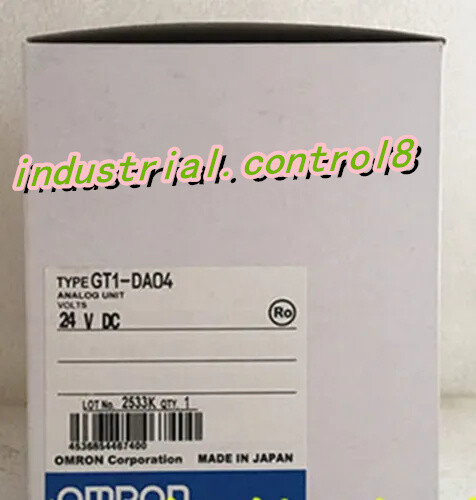 industrial.control8
TYPE GT1-DA04
ANALOG UNIT
VOLTS
24 V DC
Ro
LOT No. 2533K QTY. 1
4536854667400
OMRON Corporation MADE IN JAPAN
OMRON